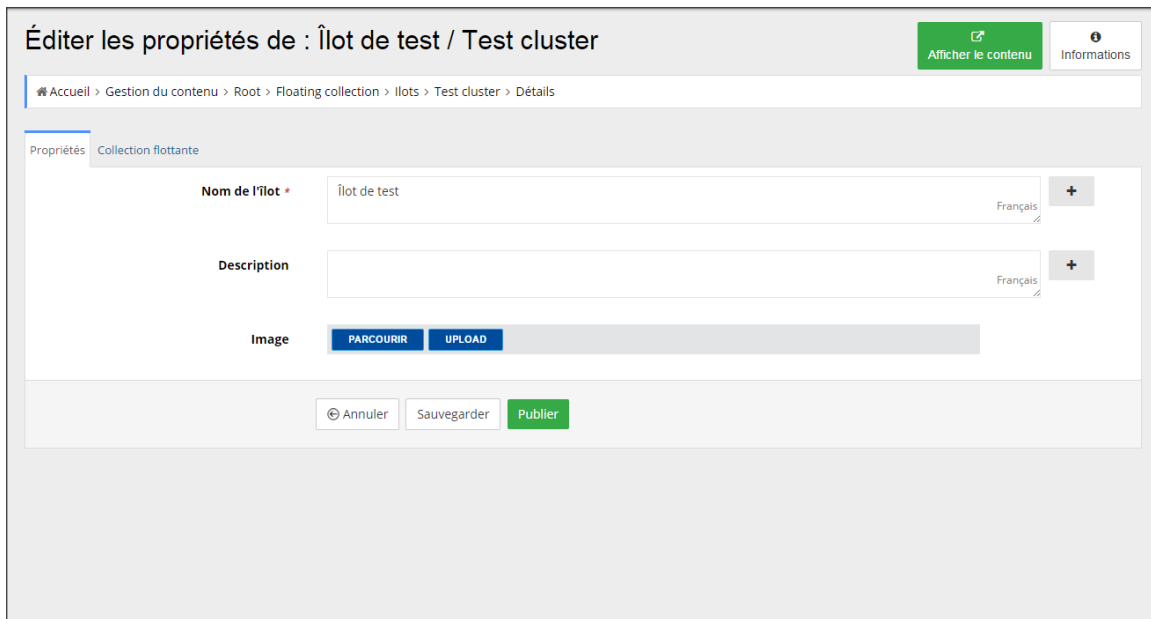 Éditer les propriétés de : Îlot de test / Test cluster
Afficher le contenu
Informations
Accueil > Gestion du contenu > Root > Floating collection > Ilots > Test cluster > Détails
Propriétés
Collection flottante
Nom de l'îlot *
Îlot de test
Français
+
Description
Français
+
Image
PARCOURIR
UPLOAD
Annuler
Sauvegarder
Publier